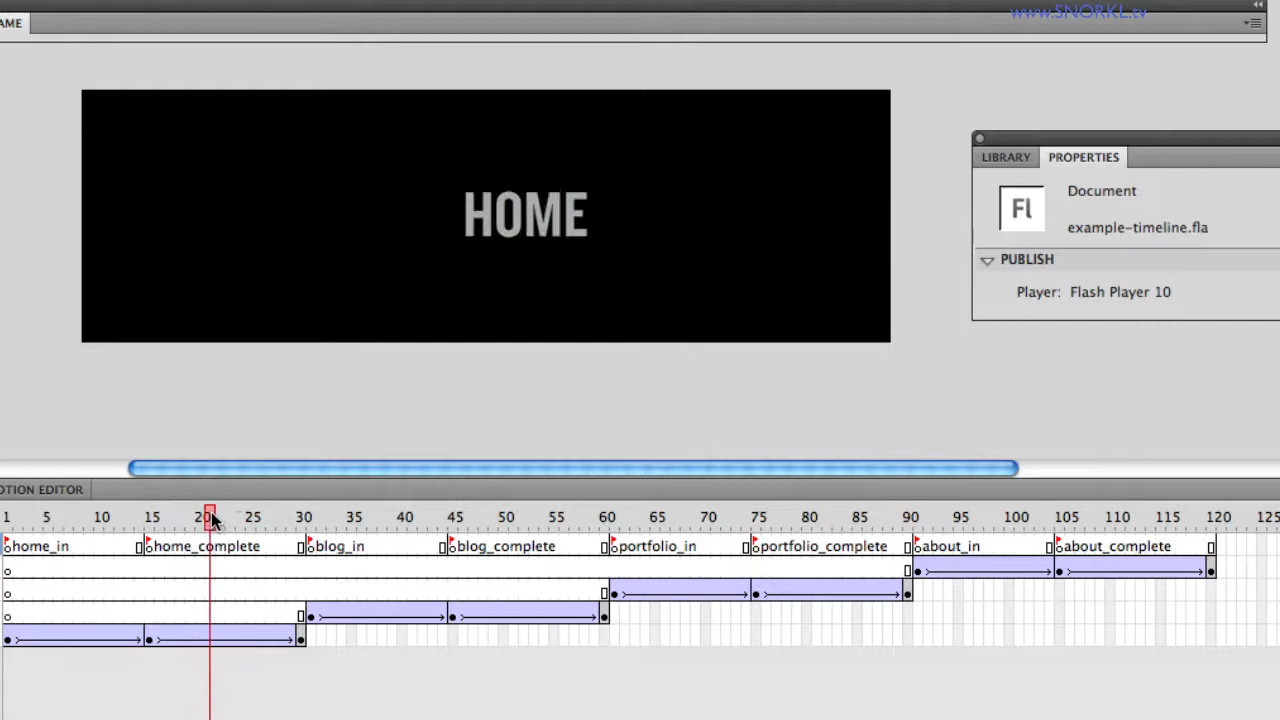 www.SNORKL.tv
AME
HOME
LIBRARY PROPERTIES
Fl
Document
example-timeline.fla
PUBLISH
Player: Flash Player 10
OTION EDITOR
1 5 10 15 20 25 30 35 40 45 50 55 60 65 70 75 80 85 90 95 100 105 110 115 120 125
home_in home_complete blog_in blog_complete portfolio_in portfolio_complete about_in about_complete